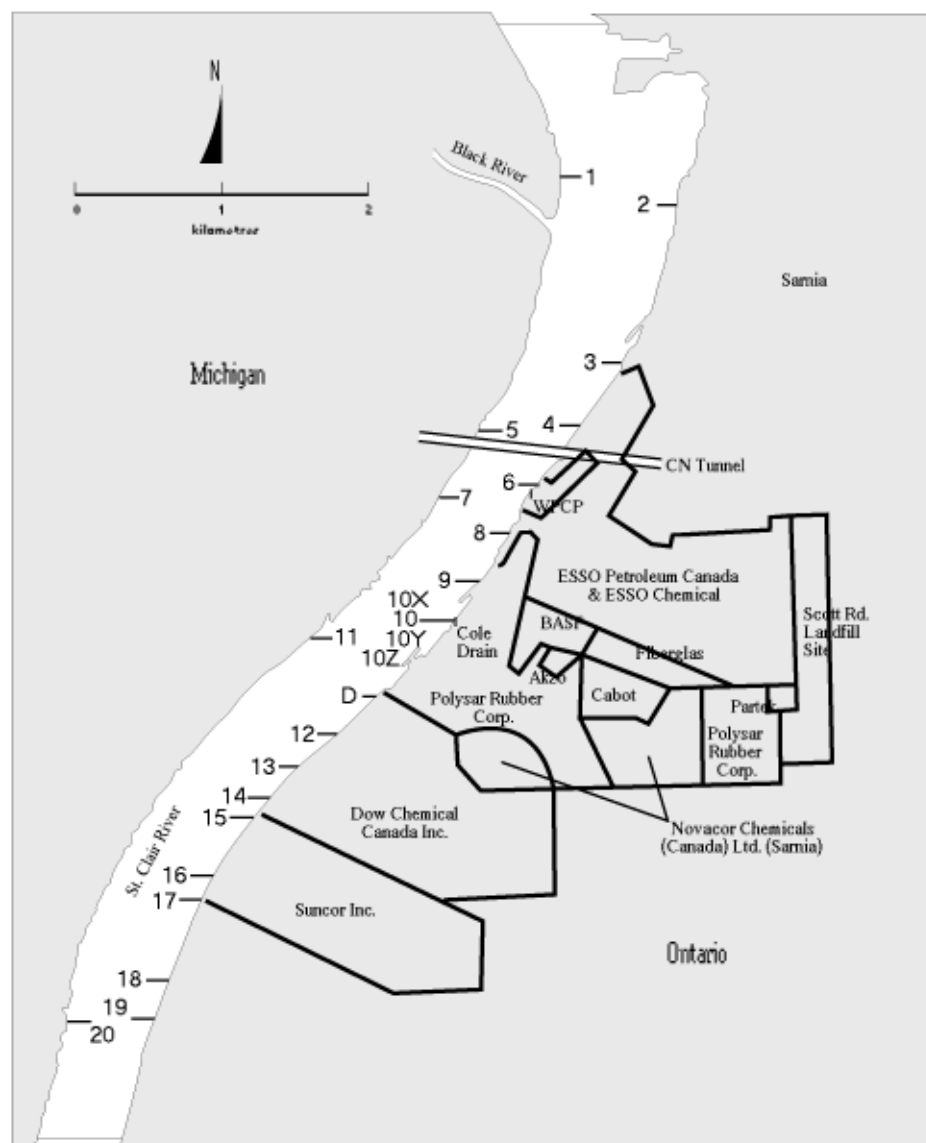 N
Black River
1
2
0
1
2
kilometres
Sarnia
3
Michigan
4
5
CN Tunnel
6
7
WPCP
8
ESSO Petroleum Canada
& ESSO Chemical
9
10X
10
10Y
10Z
11
Cole
Drain
BASF
Fiberglas
Scott Rd.
Landfill
Site
Akzo
D
Polysar Rubber
Corp.
Cabot
Partek
Polysar
Rubber
Corp.
12
13
14
15
Dow Chemical
Canada Inc.
Novacor Chemicals
(Canada) Ltd. (Sarnia)
St. Clair River
16
17
Suncor Inc.
Ontario
18
19
20